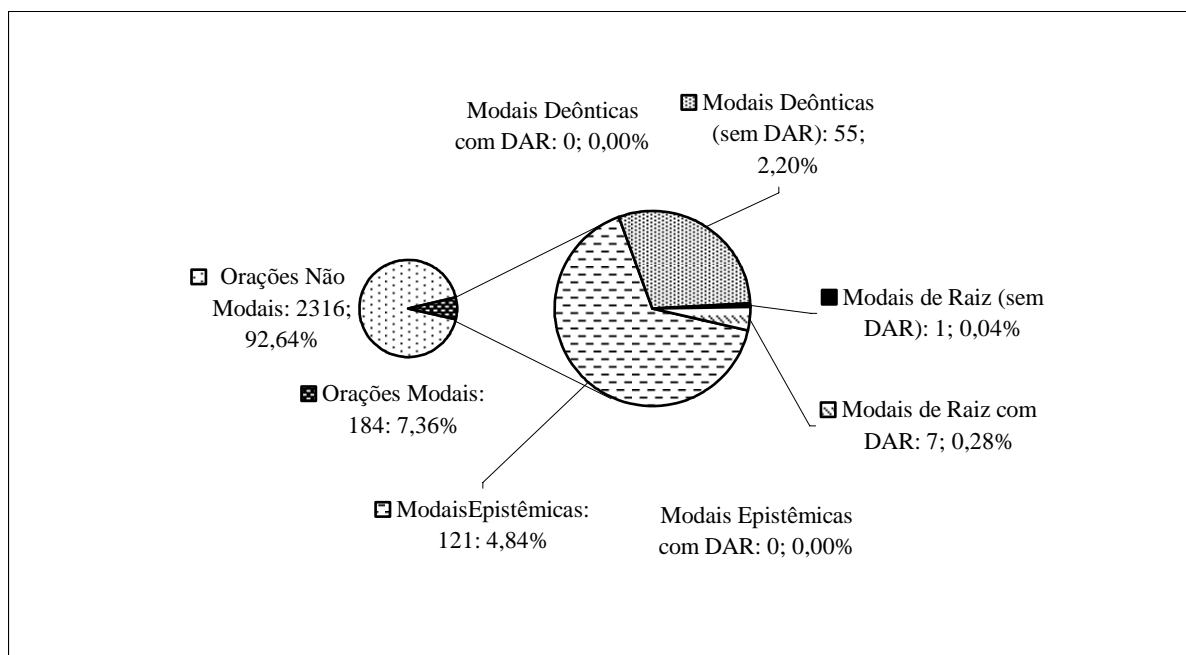 Modais Deônticas
com DAR: 0; 0,00%
Modais Deônticas
(sem DAR): 55;
2,20%
Orações Não
Modais: 2316;
92,64%
Modais de Raiz (sem
DAR): 1; 0,04%
Orações Modais:
184: 7,36%
Modais de Raiz com
DAR: 7; 0,28%
ModaisEpistêmicas:
121: 4,84%
Modais Epistêmicas
com DAR: 0; 0,00%